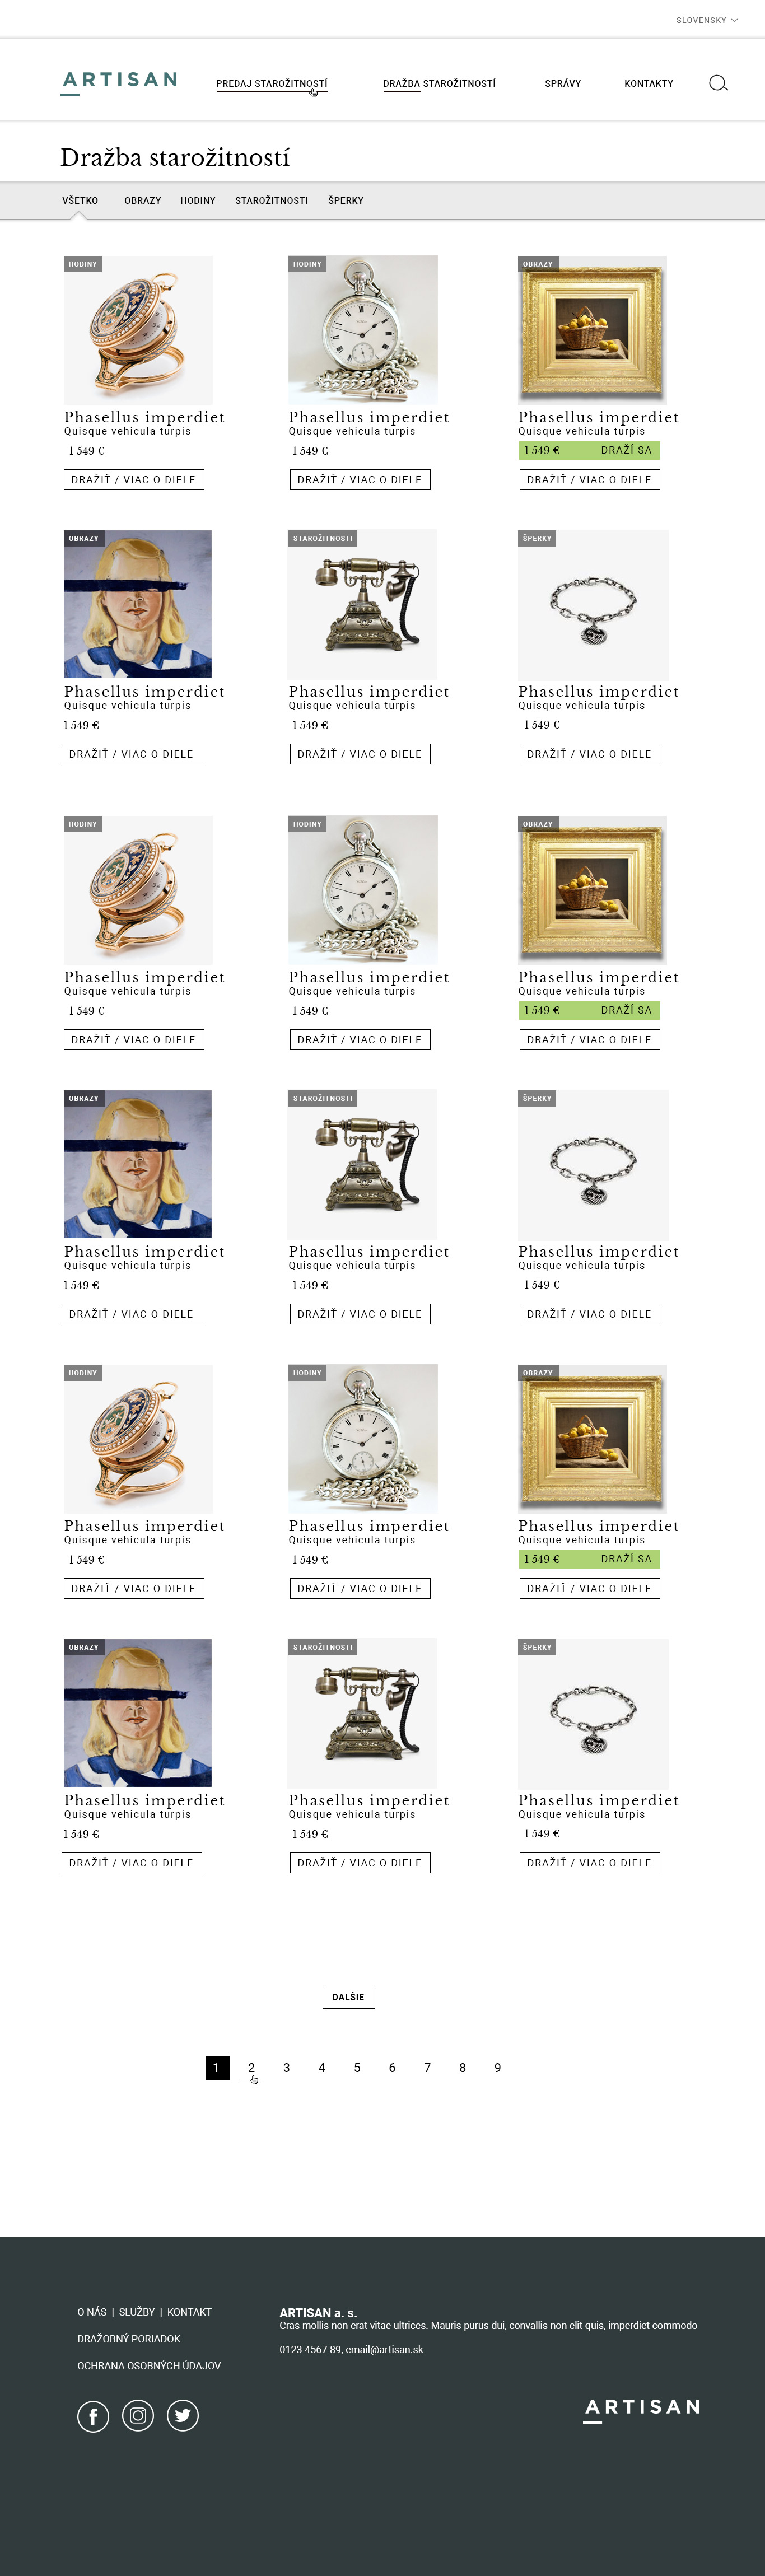 SLOVENSKY
ARTISAN
PREDAJ STAROŽITNOSTÍ
DRAŽBA STAROŽITNOSTÍ
SPRÁVY
KONTAKTY
Dražba starožitností
VŠETKO OBRAZY HODINY STAROŽITNOSTI ŠPERKY
HODINY HODINY OBRAZY
Phasellus imperdiet Phasellus imperdiet Phasellus imperdiet
Quisque vehicula turpis Quisque vehicula turpis Quisque vehicula turpis
1 549 € 1 549 € 1 549 € DRAŽÍ SA
DRAŽIŤ / VIAC O DIELE DRAŽIŤ / VIAC O DIELE DRAŽIŤ / VIAC O DIELE
OBRAZY STAROŽITNOSTI ŠPERKY
Phasellus imperdiet Phasellus imperdiet Phasellus imperdiet
Quisque vehicula turpis Quisque vehicula turpis Quisque vehicula turpis
1 549 € 1 549 € 1 549 €
DRAŽIŤ / VIAC O DIELE DRAŽIŤ / VIAC O DIELE DRAŽIŤ / VIAC O DIELE
HODINY HODINY OBRAZY
Phasellus imperdiet Phasellus imperdiet Phasellus imperdiet
Quisque vehicula turpis Quisque vehicula turpis Quisque vehicula turpis
1 549 € 1 549 € 1 549 € DRAŽÍ SA
DRAŽIŤ / VIAC O DIELE DRAŽIŤ / VIAC O DIELE DRAŽIŤ / VIAC O DIELE
OBRAZY STAROŽITNOSTI ŠPERKY
Phasellus imperdiet Phasellus imperdiet Phasellus imperdiet
Quisque vehicula turpis Quisque vehicula turpis Quisque vehicula turpis
1 549 € 1 549 € 1 549 €
DRAŽIŤ / VIAC O DIELE DRAŽIŤ / VIAC O DIELE DRAŽIŤ / VIAC O DIELE
HODINY HODINY OBRAZY
Phasellus imperdiet Phasellus imperdiet Phasellus imperdiet
Quisque vehicula turpis Quisque vehicula turpis Quisque vehicula turpis
1 549 € 1 549 € 1 549 € DRAŽÍ SA
DRAŽIŤ / VIAC O DIELE DRAŽIŤ / VIAC O DIELE DRAŽIŤ / VIAC O DIELE
OBRAZY STAROŽITNOSTI ŠPERKY
Phasellus imperdiet Phasellus imperdiet Phasellus imperdiet
Quisque vehicula turpis Quisque vehicula turpis Quisque vehicula turpis
1 549 € 1 549 € 1 549 €
DRAŽIŤ / VIAC O DIELE DRAŽIŤ / VIAC O DIELE DRAŽIŤ / VIAC O DIELE
DALŠIE
1 2 3 4 5 6 7 8 9
O NÁS | SLUŽBY | KONTAKT
DRAŽOBNÝ PORIADOK
OCHRANA OSOBNÝCH ÚDAJOV
ARTISAN a. s.
Cras mollis non erat vitae ultrices. Mauris purus dui, convallis non elit quis, imperdiet commodo
0123 4567 89, email@artisan.sk
ARTISAN